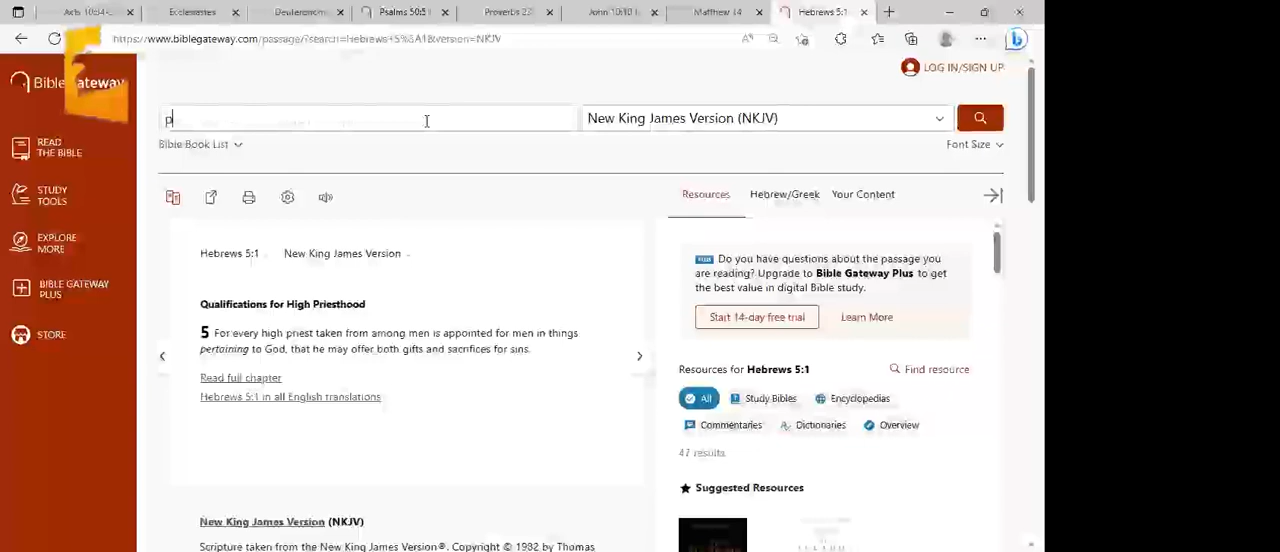 Acts 10:34-
Ecclesiastes
Deuteronomy
Psalms 50:5
Proverbs 22
John 10:10
Matthew 14
Hebrews 5:1
https://www.biblegateway.com/passage/?search=Hebrews+5%3A1&version=NKJV
BibleGateway
LOG IN/SIGN UP
p
New King James Version (NKJV)
Bible Book List
Font Size
READ
THE BIBLE
STUDY
TOOLS
EXPLORE
MORE
BIBLE GATEWAY
PLUS
STORE
Resources Hebrew/Greek Your Content
Hebrews 5:1 New King James Version
Qualifications for High Priesthood
5 For every high priest taken from among men is appointed for men in things
pertaining to God, that he may offer both gifts and sacrifices for sins.
Read full chapter
Hebrews 5:1 in all English translations
New King James Version (NKJV)
Scripture taken from the New King James Version®. Copyright © 1982 by Thomas
PLUS Do you have questions about the passage you
are reading? Upgrade to Bible Gateway Plus to get
the best value in digital Bible study.
Start 14-day free trial Learn More
Resources for Hebrews 5:1 Find resource
All Study Bibles Encyclopedias
Commentaries Dictionaries Overview
47 results
★ Suggested Resources